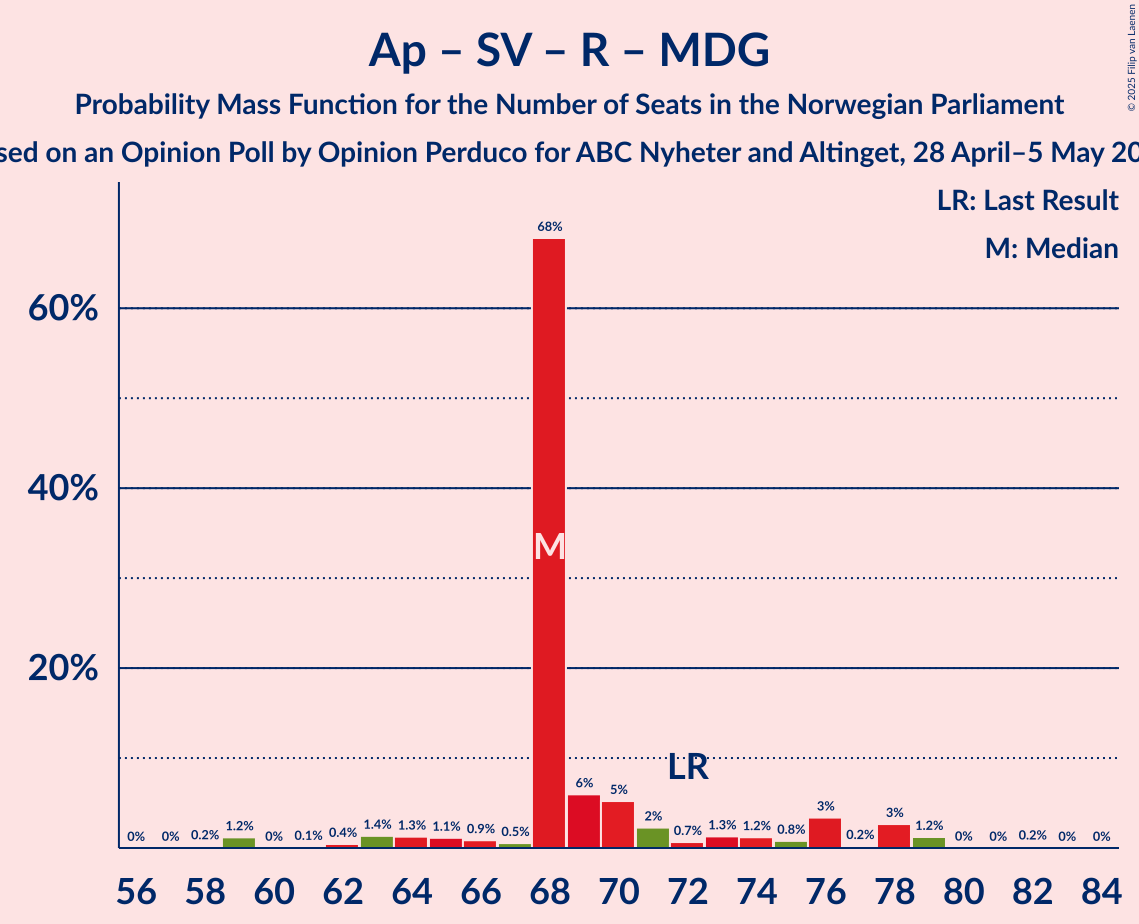 Ap – SV – R – MDG
Probability Mass Function for the Number of Seats in the Norwegian Parliament
on an Opinion Poll by Opinion Perduco for ABC Nyheter and Altinget, 28 April–5 May
© 2025 Filip van Laenen
LR: Last Result
M: Median
60%
40%
20%
M
LR
0% 0% 0.2% 1.2% 0% 0.1% 0.4% 1.4% 1.3% 1.1% 0.9% 0.5% 68% 6% 5% 2% 0.7% 1.3% 1.2% 0.8% 3% 0.2% 3% 1.2% 0% 0% 0.2% 0% 0%
56 58 60 62 64 66 68 70 72 74 76 78 80 82 84